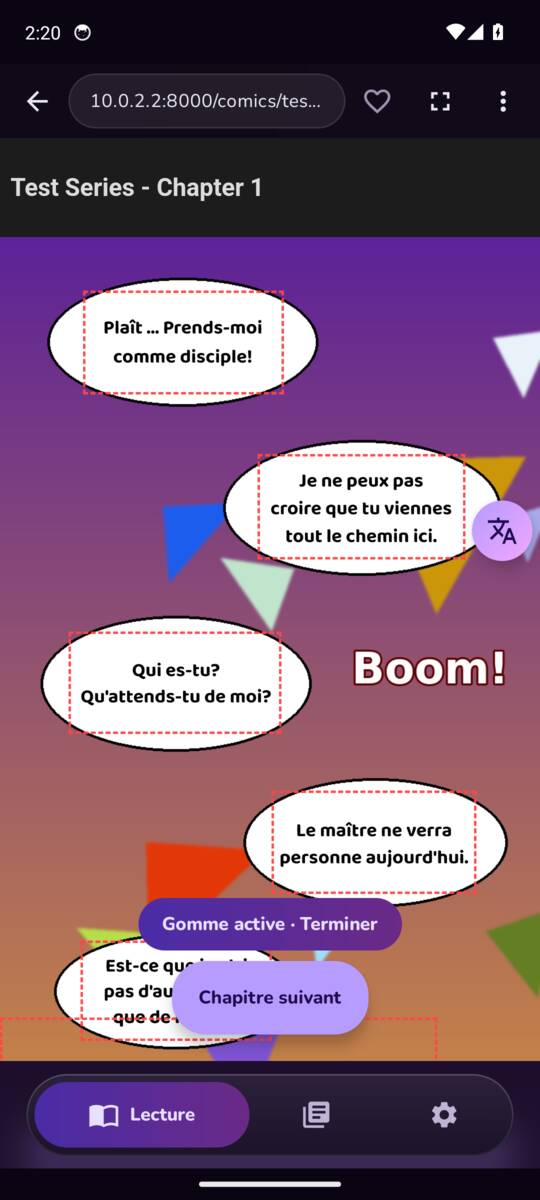 2:20
10.0.2.2:8000/comics/tes...
Test Series - Chapter 1
Plaît ... Prends-moi
comme disciple!
Je ne peux pas
croire que tu viennes
tout le chemin ici.
Qui es-tu?
Qu'attends-tu de moi?
Boom!
Le maître ne verra
personne aujourd'hui.
Gomme active · Terminer
Est-ce que
pas d'au
que de
Chapitre suivant
Lecture